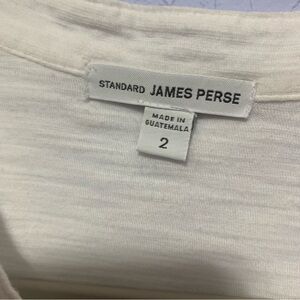 STANDARD JAMES PERSE
MADE IN
GUATEMALA
2